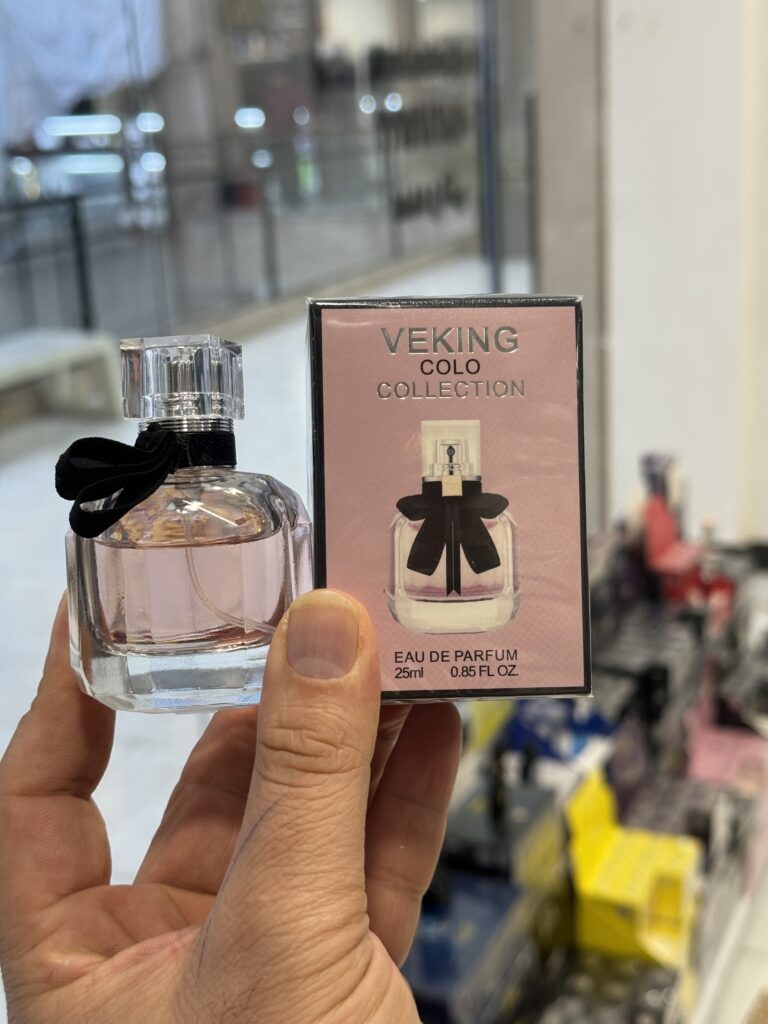 VEKING
COLO
COLLECTION
EAU DE PARFUM
25ml 0.85 FL OZ.